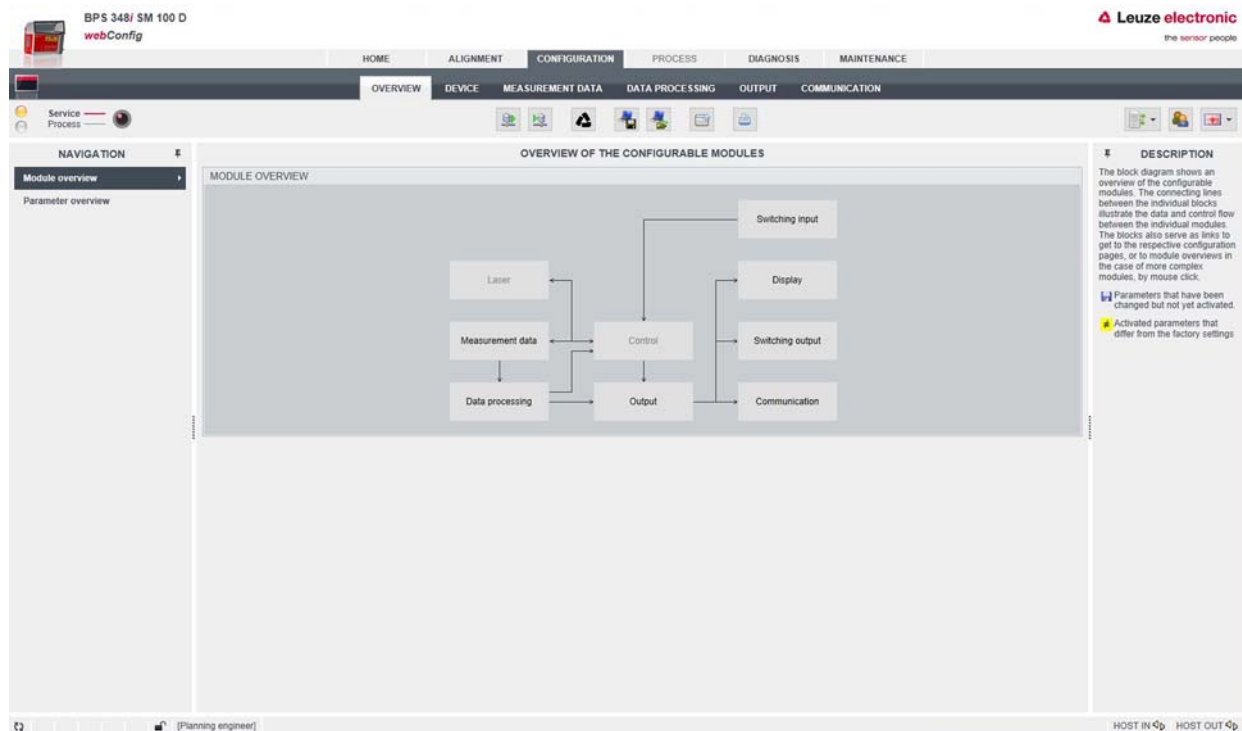 BPS 348i SM 100 D
webConfig
Leuze electronic
the sensor people
HOME ALIGNMENT CONFIGURATION PROCESS DIAGNOSIS MAINTENANCE
OVERVIEW DEVICE MEASUREMENT DATA DATA PROCESSING OUTPUT COMMUNICATION
Service
Process
NAVIGATION
Module overview
Parameter overview
OVERVIEW OF THE CONFIGURABLE MODULES
MODULE OVERVIEW
Switching input
Laser
Display
Measurement data
Control
Switching output
Data processing
Output
Communication
DESCRIPTION
The block diagram shows an
overview of the configurable
modules. The connecting lines
between the individual blocks
illustrate the data and control flow
between the individual modules.
The blocks also serve as links to
get to the respective configuration
pages, or to module overviews in
the case of more complex
modules, by mouse click.
Parameters that have been
changed but not yet activated.
Activated parameters that
differ from the factory settings
[Planning engineer]
HOST IN HOST OUT